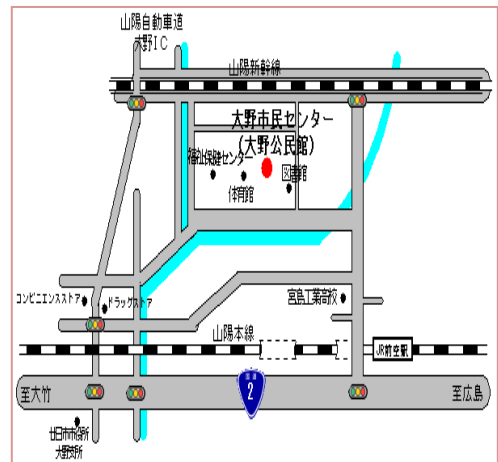 山陽自動車道
大野IC
山陽新幹線
大野市民センター
(大野公民館)
福祉保健センター
図書館
体育館
コンビニエンスストア
ドラッグストア
宮島工業高校
山陽本線
JR前空駅
至大竹
国道
2
至広島
廿日市市役所
大野支所